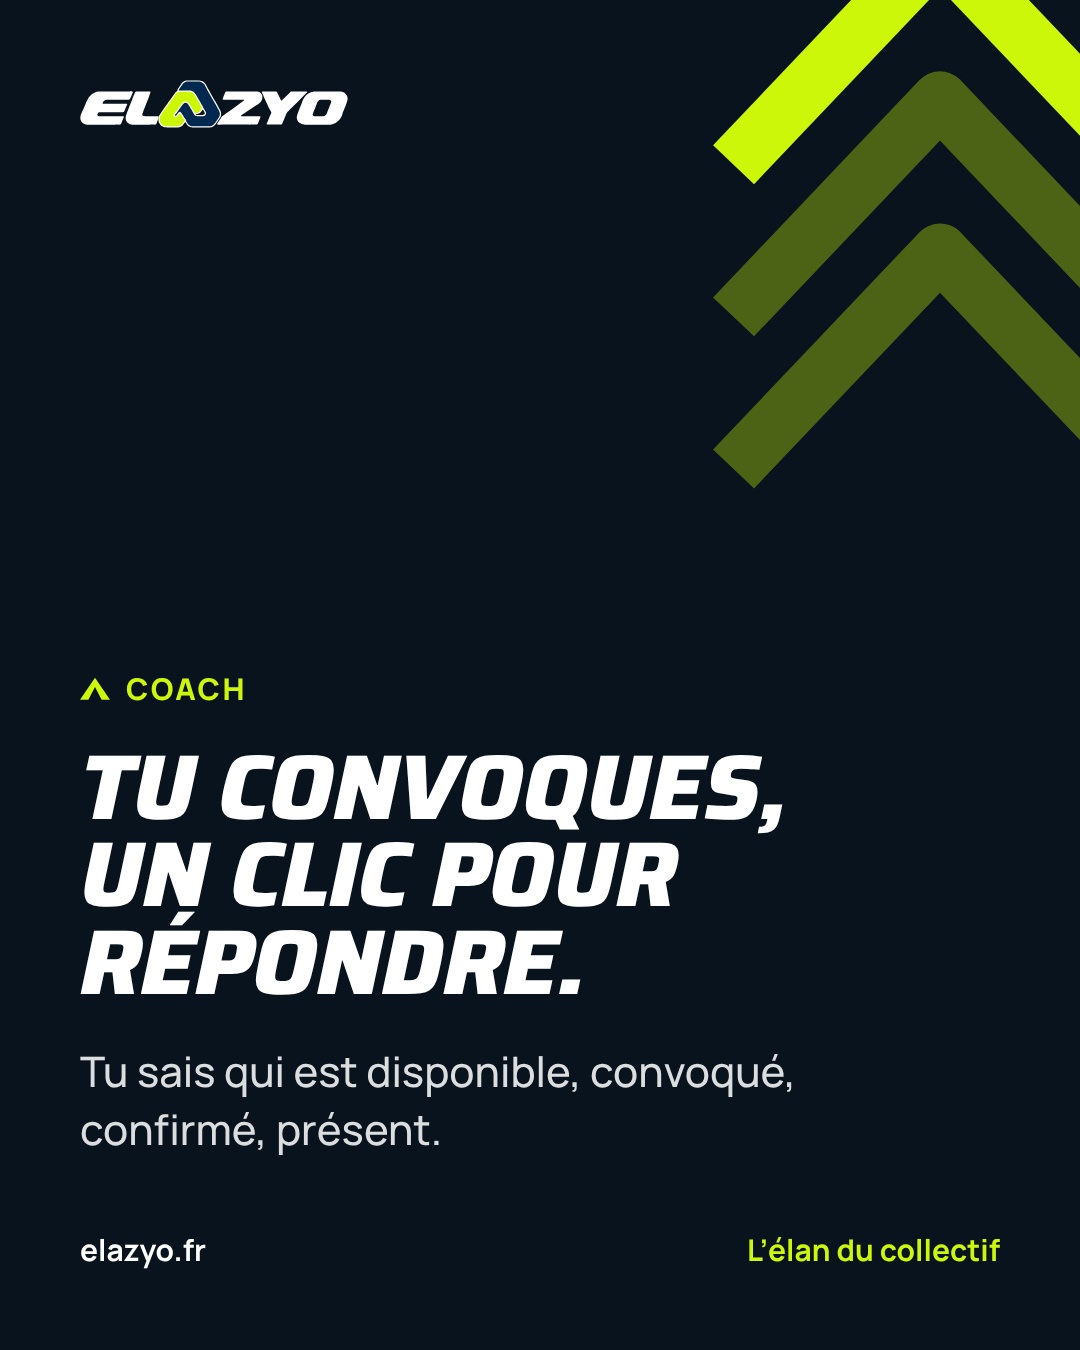 ELAZYO
COACH
TU CONVOQUES,
UN CLIC POUR
RÉPONDRE.
Tu sais qui est disponible, convoqué,
confirmé, présent.
elazyo.fr
L’élan du collectif